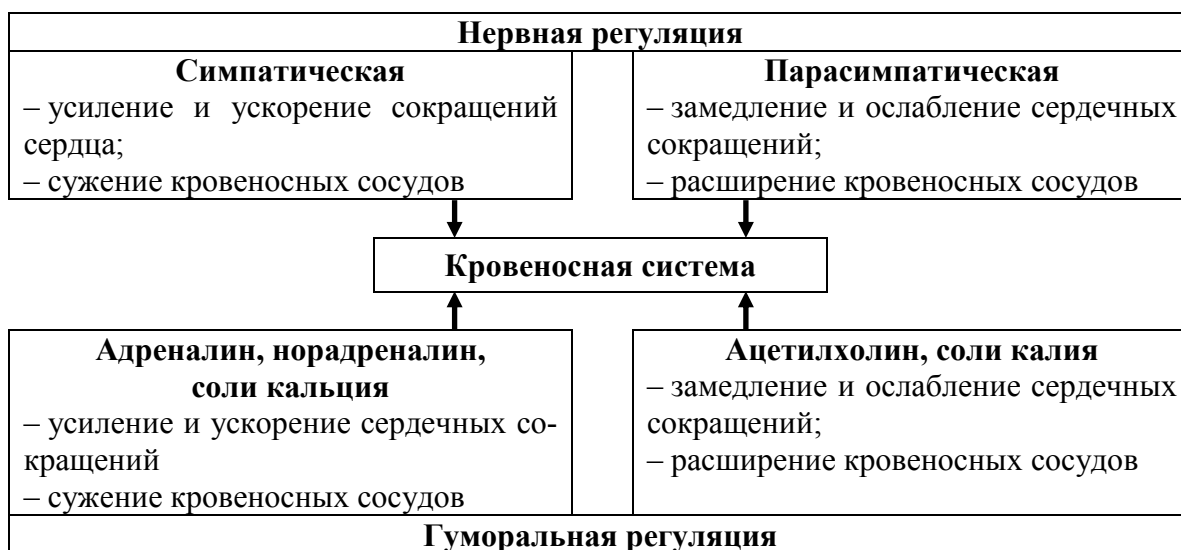 Нервная регуляция
Симпатическая
– усиление и ускорение сокращений
сердца;
– сужение кровеносных сосудов
Парасимпатическая
– замедление и ослабление сердечных
сокращений;
– расширение кровеносных сосудов
Кровеносная система
Адреналин, норадреналин,
соли кальция
– усиление и ускорение сердечных со-
кращений
– сужение кровеносных сосудов
Ацетилхолин, соли калия
– замедление и ослабление сердечных
сокращений;
– расширение кровеносных сосудов
Гуморальная регуляция